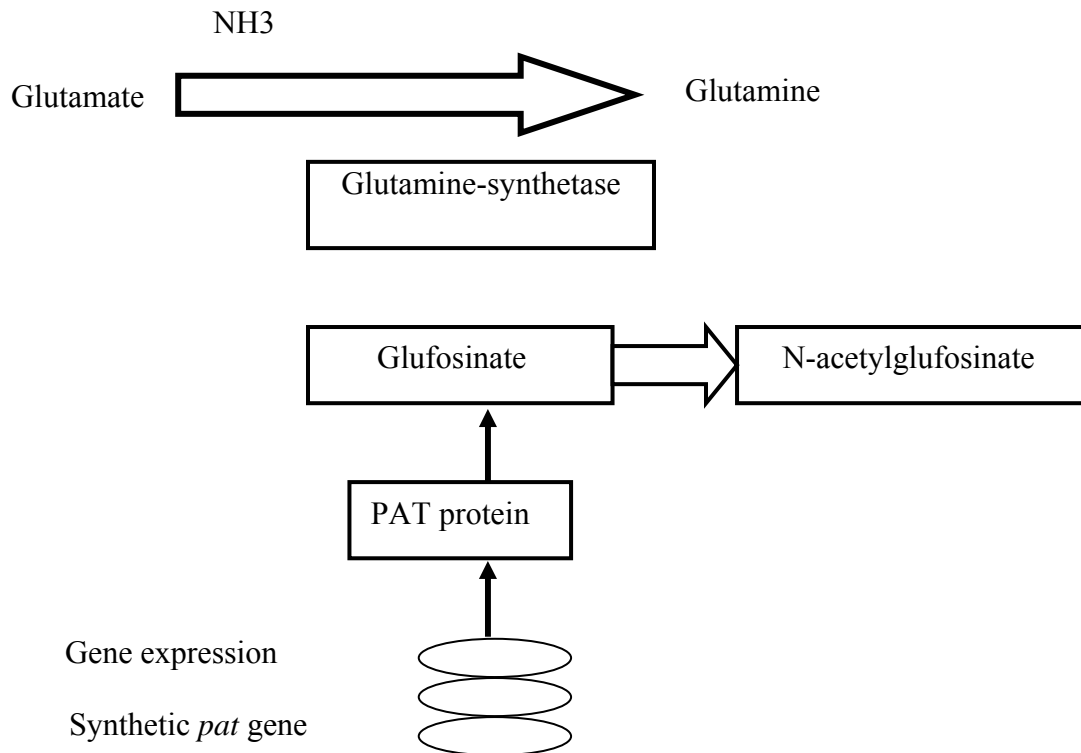 NH3
Glutamate
Glutamine
Glutamine-synthetase
Glufosinate
N-acetylglufosinate
PAT protein
Gene expression
Synthetic pat gene